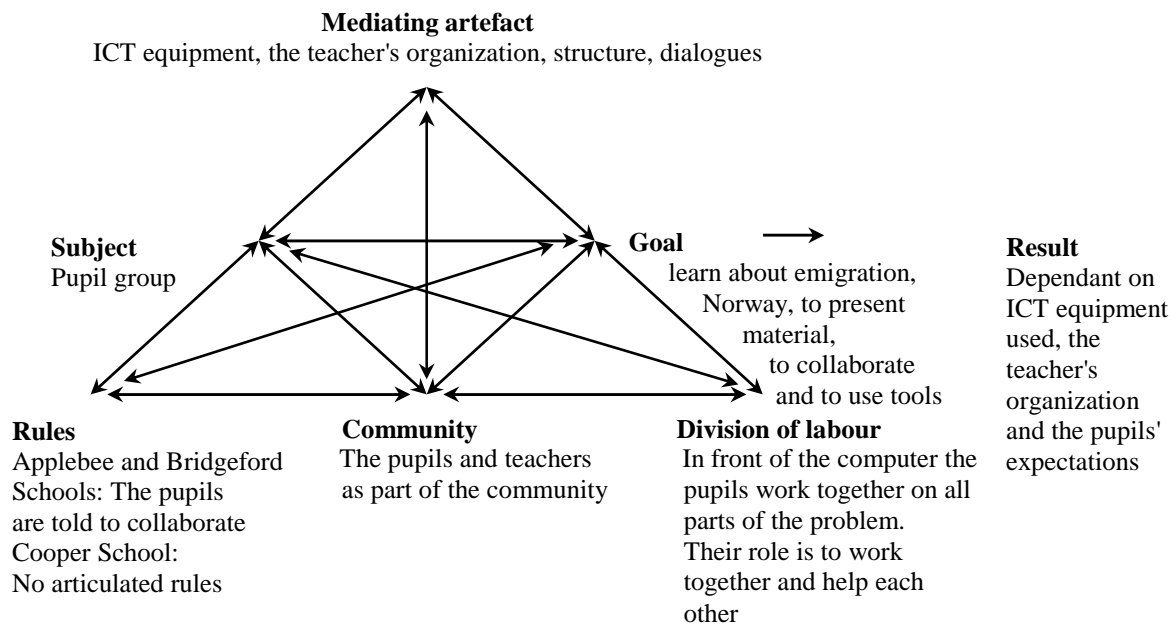 Mediating artefact
ICT equipment, the teacher's organization, structure, dialogues
Subject
Pupil group
Goal
learn about emigration,
Norway, to present
material,
to collaborate
and to use tools
Result
Dependant on
ICT equipment
used, the
teacher's
organization
and the pupils'
expectations
Rules
Applebee and Bridgeford
Schools: The pupils
are told to collaborate
Cooper School:
No articulated rules
Community
The pupils and teachers
as part of the community
Division of labour
In front of the computer the
pupils work together on all
parts of the problem.
Their role is to work
together and help each
other